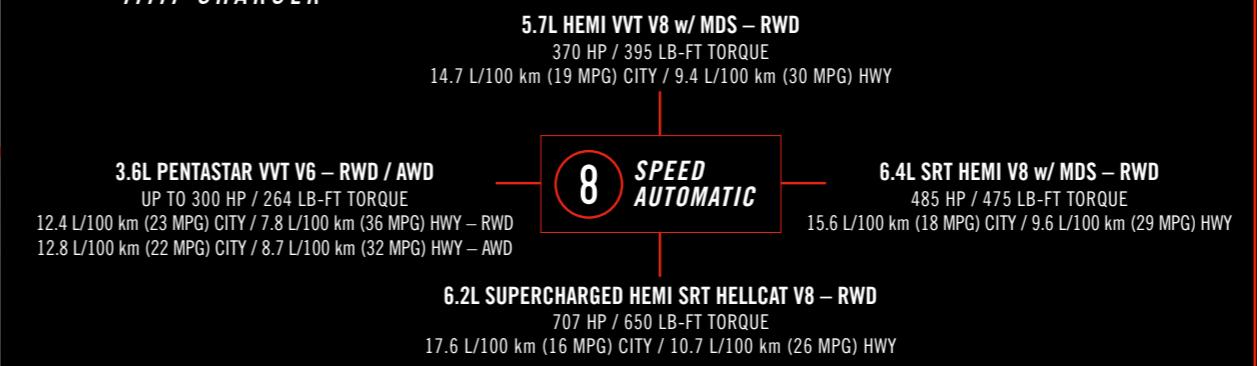 CHARGER
5.7L HEMI VVT V8 w/ MDS – RWD
370 HP / 395 LB-FT TORQUE
14.7 L/100 km (19 MPG) CITY / 9.4 L/100 km (30 MPG) HWY
3.6L PENTASTAR VVT V6 – RWD / AWD
UP TO 300 HP / 264 LB-FT TORQUE
12.4 L/100 km (23 MPG) CITY / 7.8 L/100 km (36 MPG) HWY – RWD
12.8 L/100 km (22 MPG) CITY / 8.7 L/100 km (32 MPG) HWY – AWD
8 SPEED
AUTOMATIC
6.4L SRT HEMI V8 w/ MDS – RWD
485 HP / 475 LB-FT TORQUE
15.6 L/100 km (18 MPG) CITY / 9.6 L/100 km (29 MPG) HWY
6.2L SUPERCHARGED HEMI SRT HELLCAT V8 – RWD
707 HP / 650 LB-FT TORQUE
17.6 L/100 km (16 MPG) CITY / 10.7 L/100 km (26 MPG) HWY